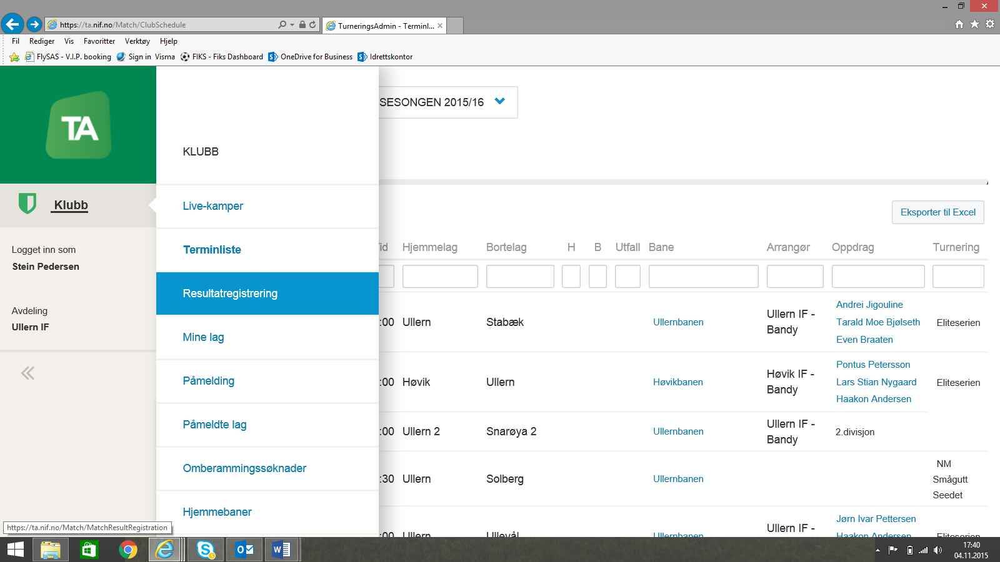 https://ta.nif.no/Match/ClubSchedule
TurneringsAdmin - Terminl...
Fil Rediger Vis Favoritter Verktøy Hjelp
FlySAS - V.I.P. booking Sign in Visma FIKS - Fiks Dashboard OneDrive for Business Idrettskontor
TA
SESONGEN 2015/16
KLUBB
Klubb
Live-kamper
Eksporter til Excel
Logget inn som
Stein Pedersen
Terminliste
id Hjemmelag Bortelag H B Utfall Bane Arrangør Oppdrag Turnering
Resultatregistrering
Avdeling
Ullern IF
:00 Ullern Stabæk Ullernbanen Ullern IF - Bandy Andrei Jigouline Eliteserien
Tarald Moe Bjølseth
Even Braaten
Mine lag
Påmelding
:00 Høvik Ullern Høvikbanen Høvik IF - Bandy Pontus Petersson Eliteserien
Lars Stian Nygaard
Haakon Andersen
Påmeldte lag
:00 Ullern 2 Snarøya 2 Ullernbanen Ullern IF - Bandy 2.divisjon
Omberammingssøknader
:30 Ullern Solberg Ullernbanen NM
Smågutt
Seedet
Hjemmebaner
:00 Ullern Ullevål Ullernbanen Ullern IF - Jørn Ivar Pettersen
Haakon Andersen Eliteserien
https://ta.nif.no/Match/MatchResultRegistration
17:40
04.11.2015